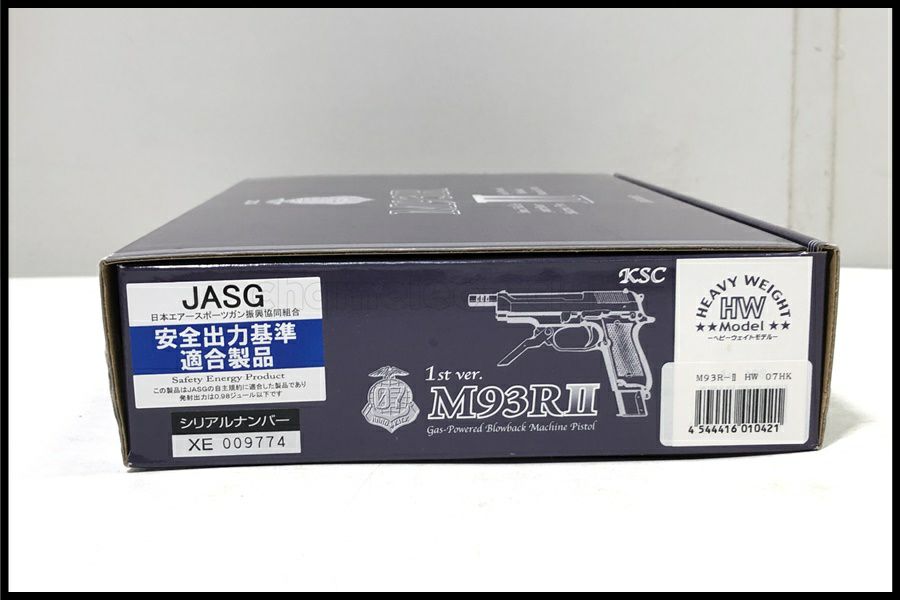 JASG
日本エアースポーツガン振興協同組合
安全出力基準
適合製品
Safety Energy Product
この製品はJASGの自主規約に適合した製品であり
発射出力は0.98ジュール以下です
シリアルナンバー
XE 009774
KSC
1st ver.
M93RII
Gas-Powered Blowback Machine Pistol
07
HEAVY WEIGHT
HW
★★Model★★
ーヘビーウェイトモデルー
M93R-Ⅱ HW 07HK
4 544416 010421